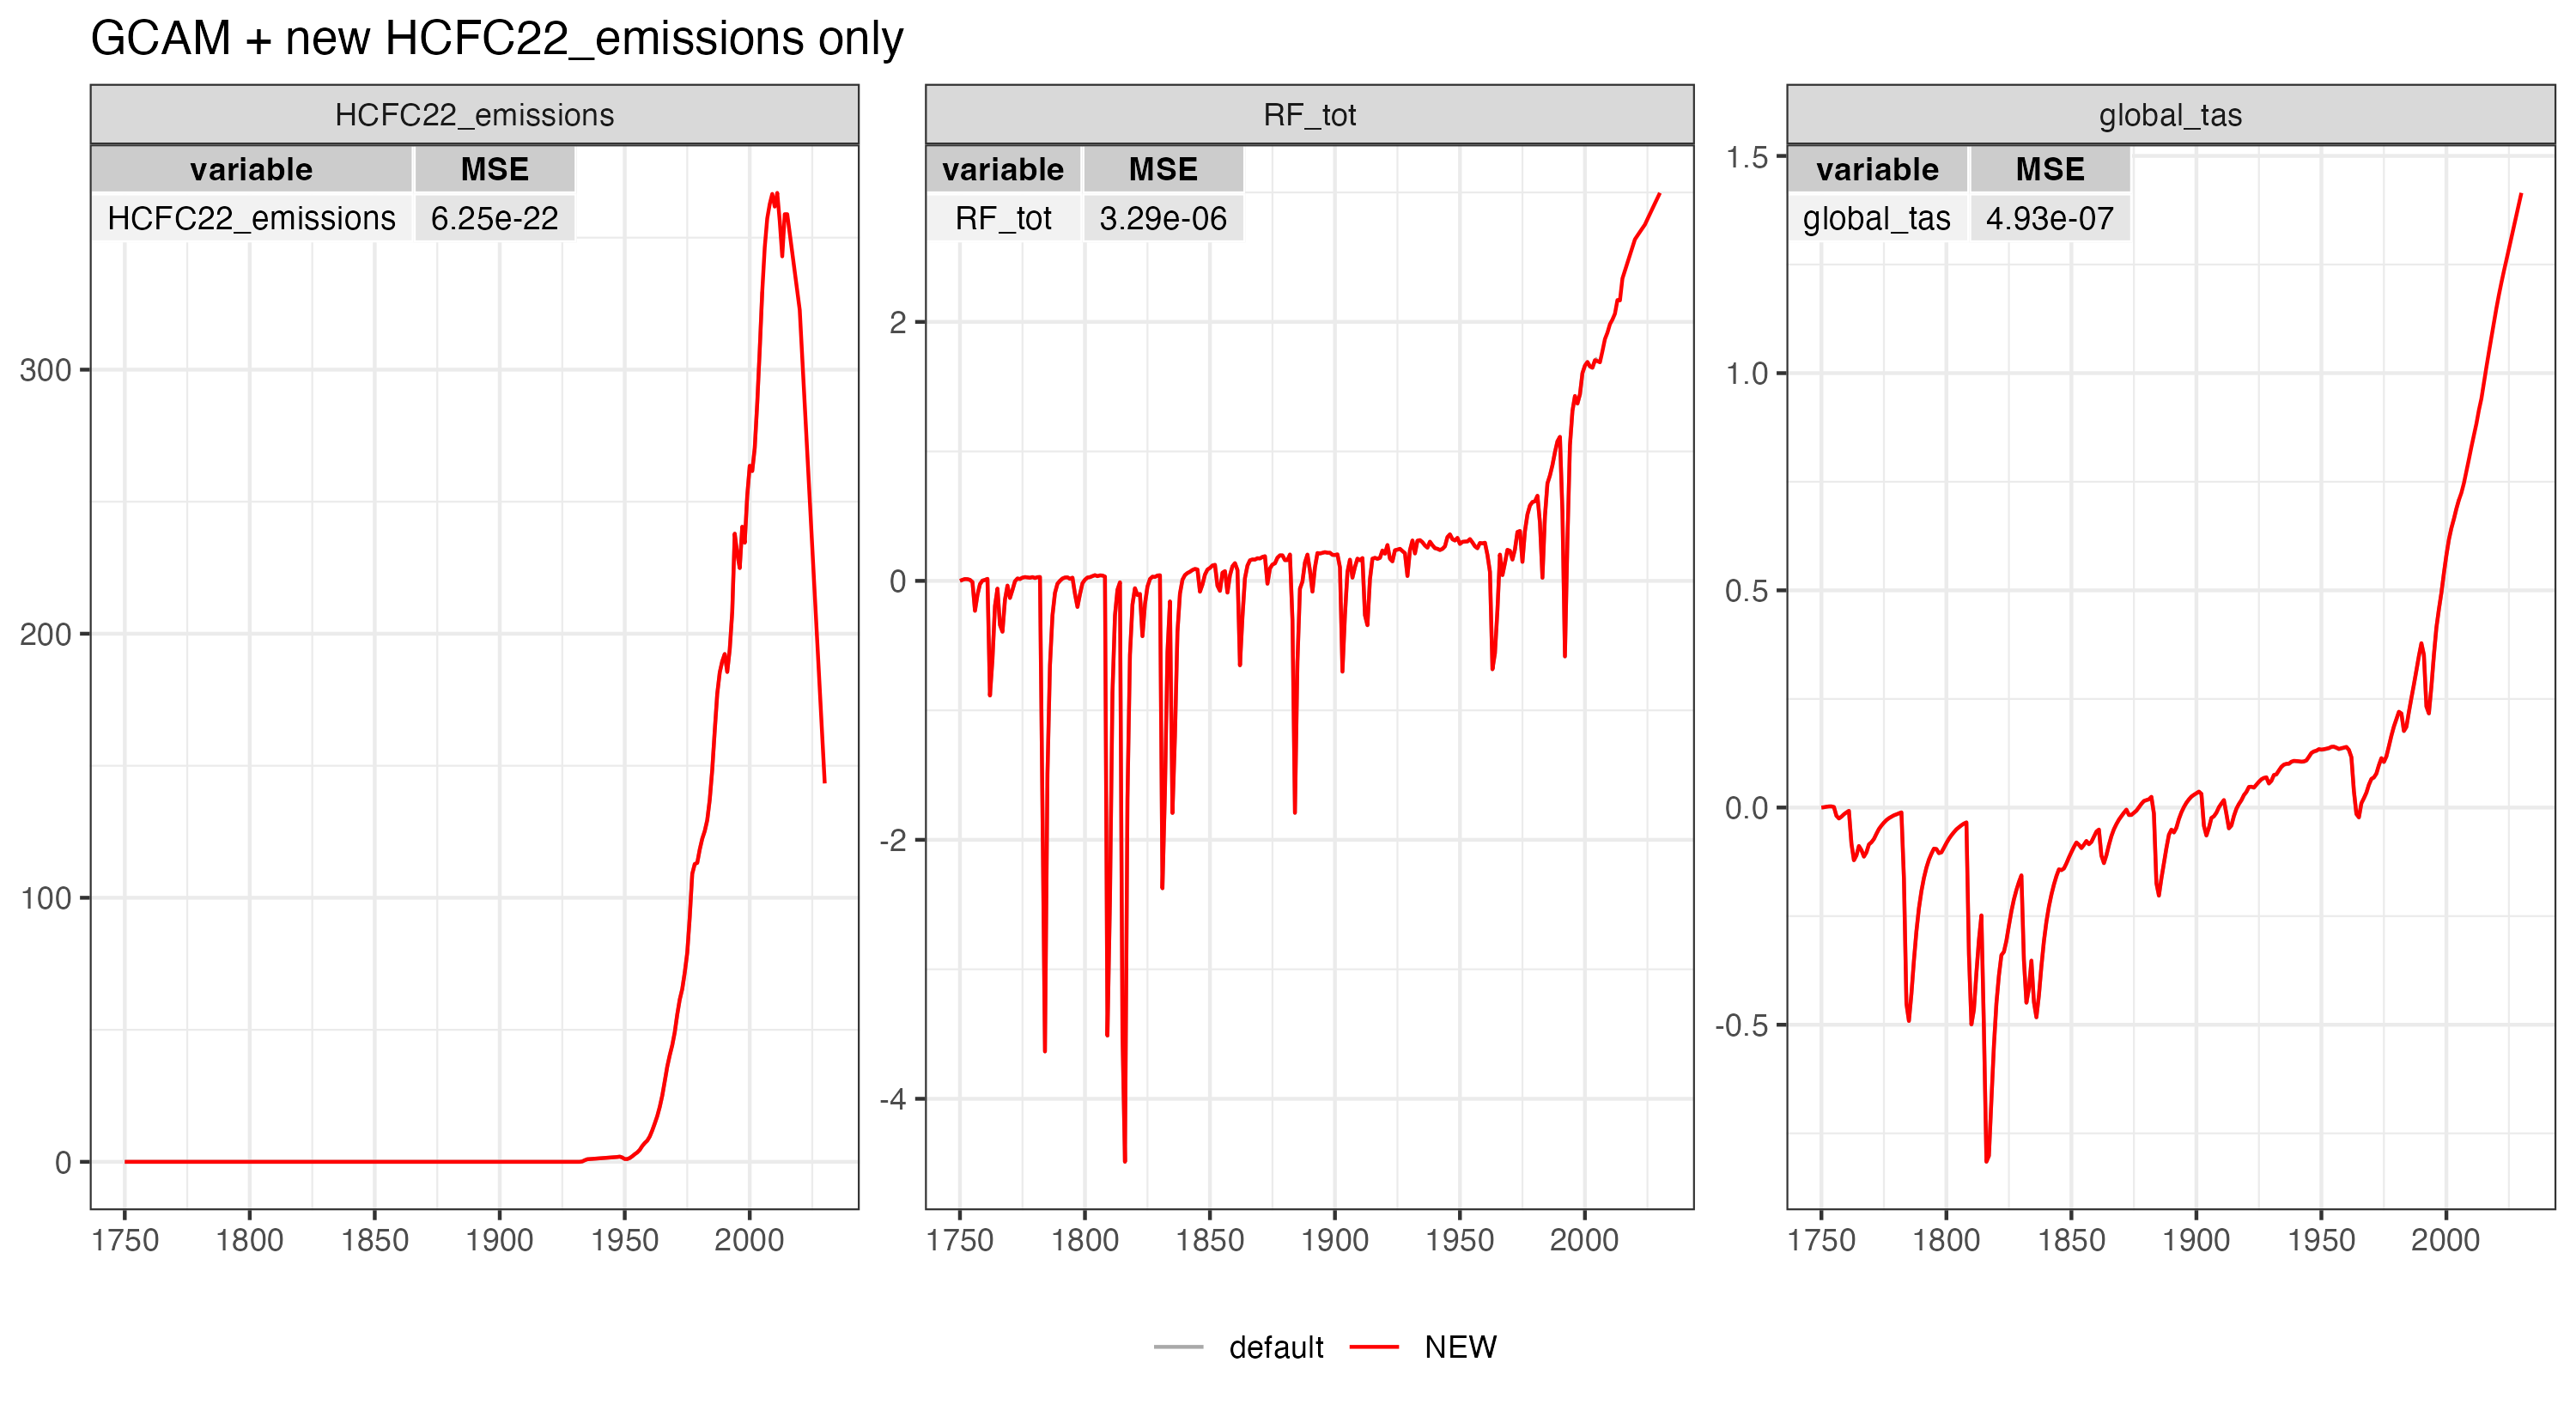 GCAM + new HCFC22_emissions only
HCFC22_emissions
variable MSE
HCFC22_emissions 6.25e-22
300
200
100
0
1750 1800 1850 1900 1950 2000
RF_tot
variable MSE
RF_tot 3.29e-06
2
0
-2
-4
1750 1800 1850 1900 1950 2000
global_tas
variable MSE
global_tas 4.93e-07
1.5
1.0
0.5
0.0
-0.5
1750 1800 1850 1900 1950 2000
default NEW